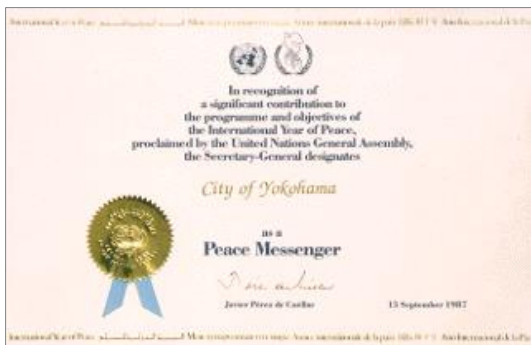 In recognition of
a significant contribution to
the programme and objectives of
the International Year of Peace,
proclaimed by the United Nations General Assembly,
the Secretary-General designates
City of Yokohama
as a
Peace Messenger
Javier Pérez de Cuéllar 15 September 1987